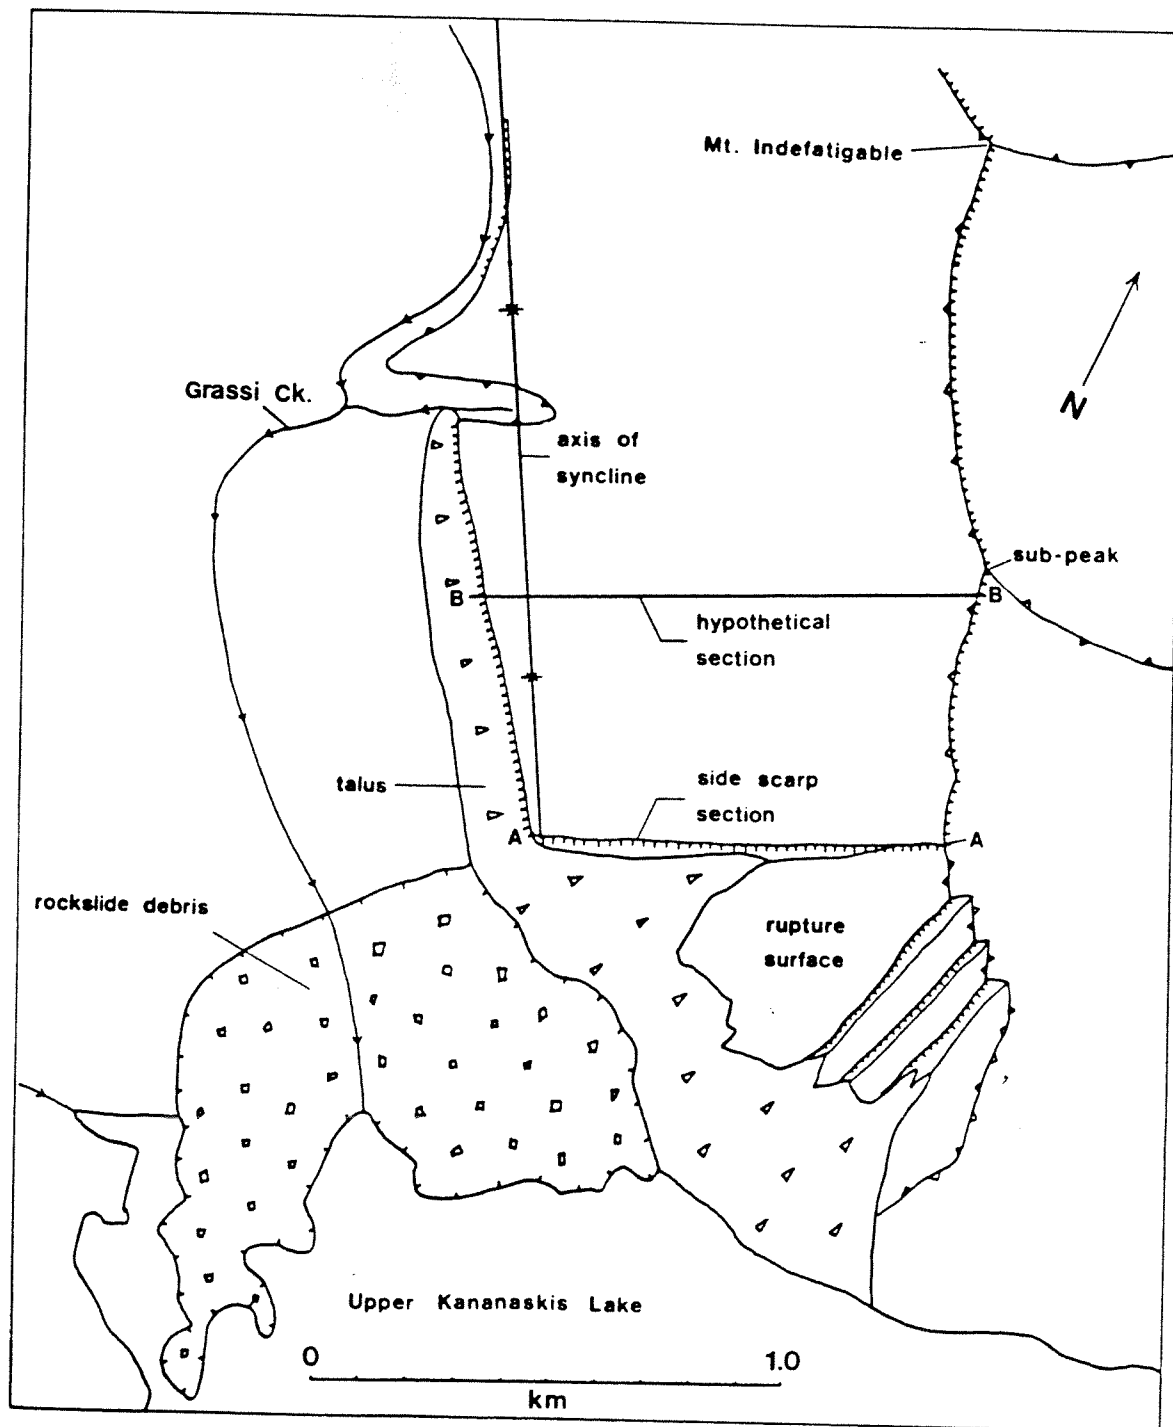 Mt. Indefatigable
N
Grassi Ck.
axis of
syncline
sub-peak
B
B
hypothetical
section
talus
side scarp
section
A
A
rockslide debris
rupture
surface
Upper Kananaskis Lake
0
1.0
km